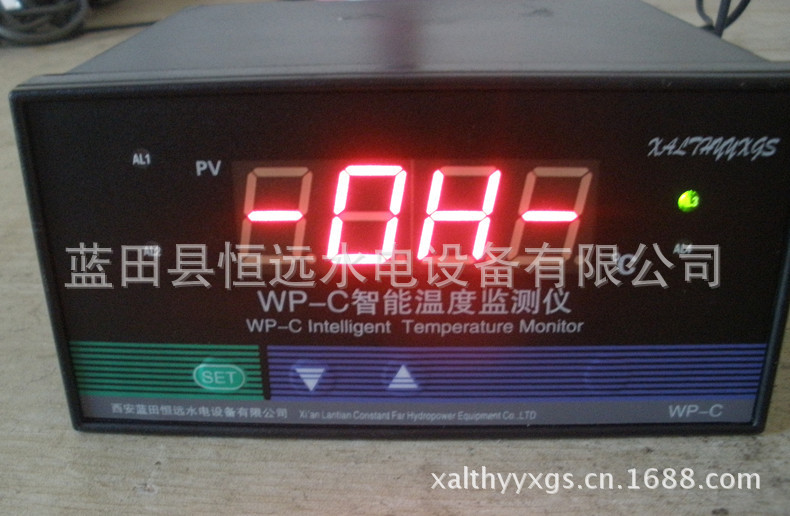 XALTHYYXGS
AL1
PV
-OH-
AL2
AL4
℃
蓝田县恒远水电设备有限公司
WP-C智能温度监测仪
WP-C Intelligent Temperature Monitor
SET
西安蓝田恒远水电设备有限公司 Xi'an Lantian Constant Far Hydropower Equipment Co.,LTD
WP-C
xalthyyxgs.cn.1688.com